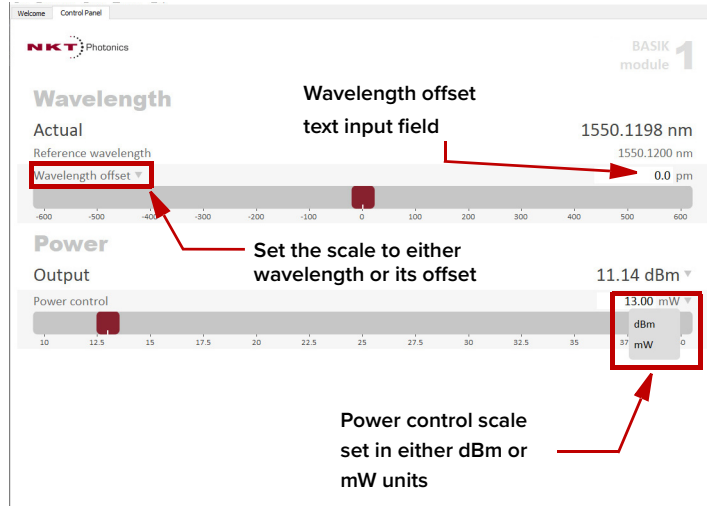 Welcome Control Panel
NKT Photonics
BASIK
module 1
Wavelength
Wavelength offset
text input field
Actual 1550.1198 nm
Reference wavelength 1550.1200 nm
Wavelength offset 0.0 pm
-600 -500 -400 -300 -200 -100 0 100 200 300 400 500 600
Power
Set the scale to either
wavelength or its offset
Output 11.14 dBm
Power control 13.00 mW
dBm
mW
10 12.5 15 17.5 20 22.5 25 27.5 30 32.5 35
Power control scale
set in either dBm or
mW units